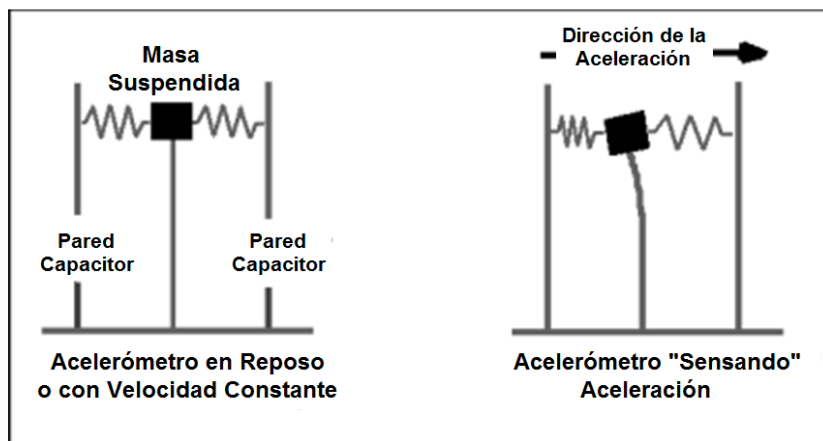 Masa
Suspendida
Pared
Capacitor
Pared
Capacitor
Acelerómetro en Reposo
o con Velocidad Constante
Dirección de la
Aceleración
Acelerómetro "Sensando"
Aceleración